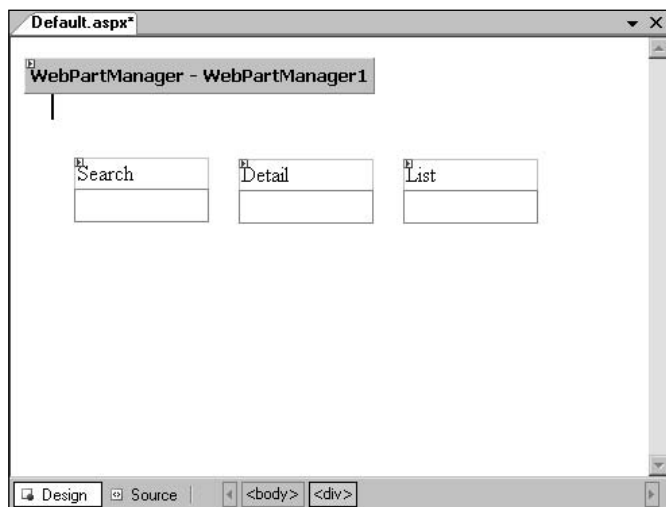 Default.aspx*
WebPartManager - WebPartManager1
Search Detail List
Design Source <body> <div>